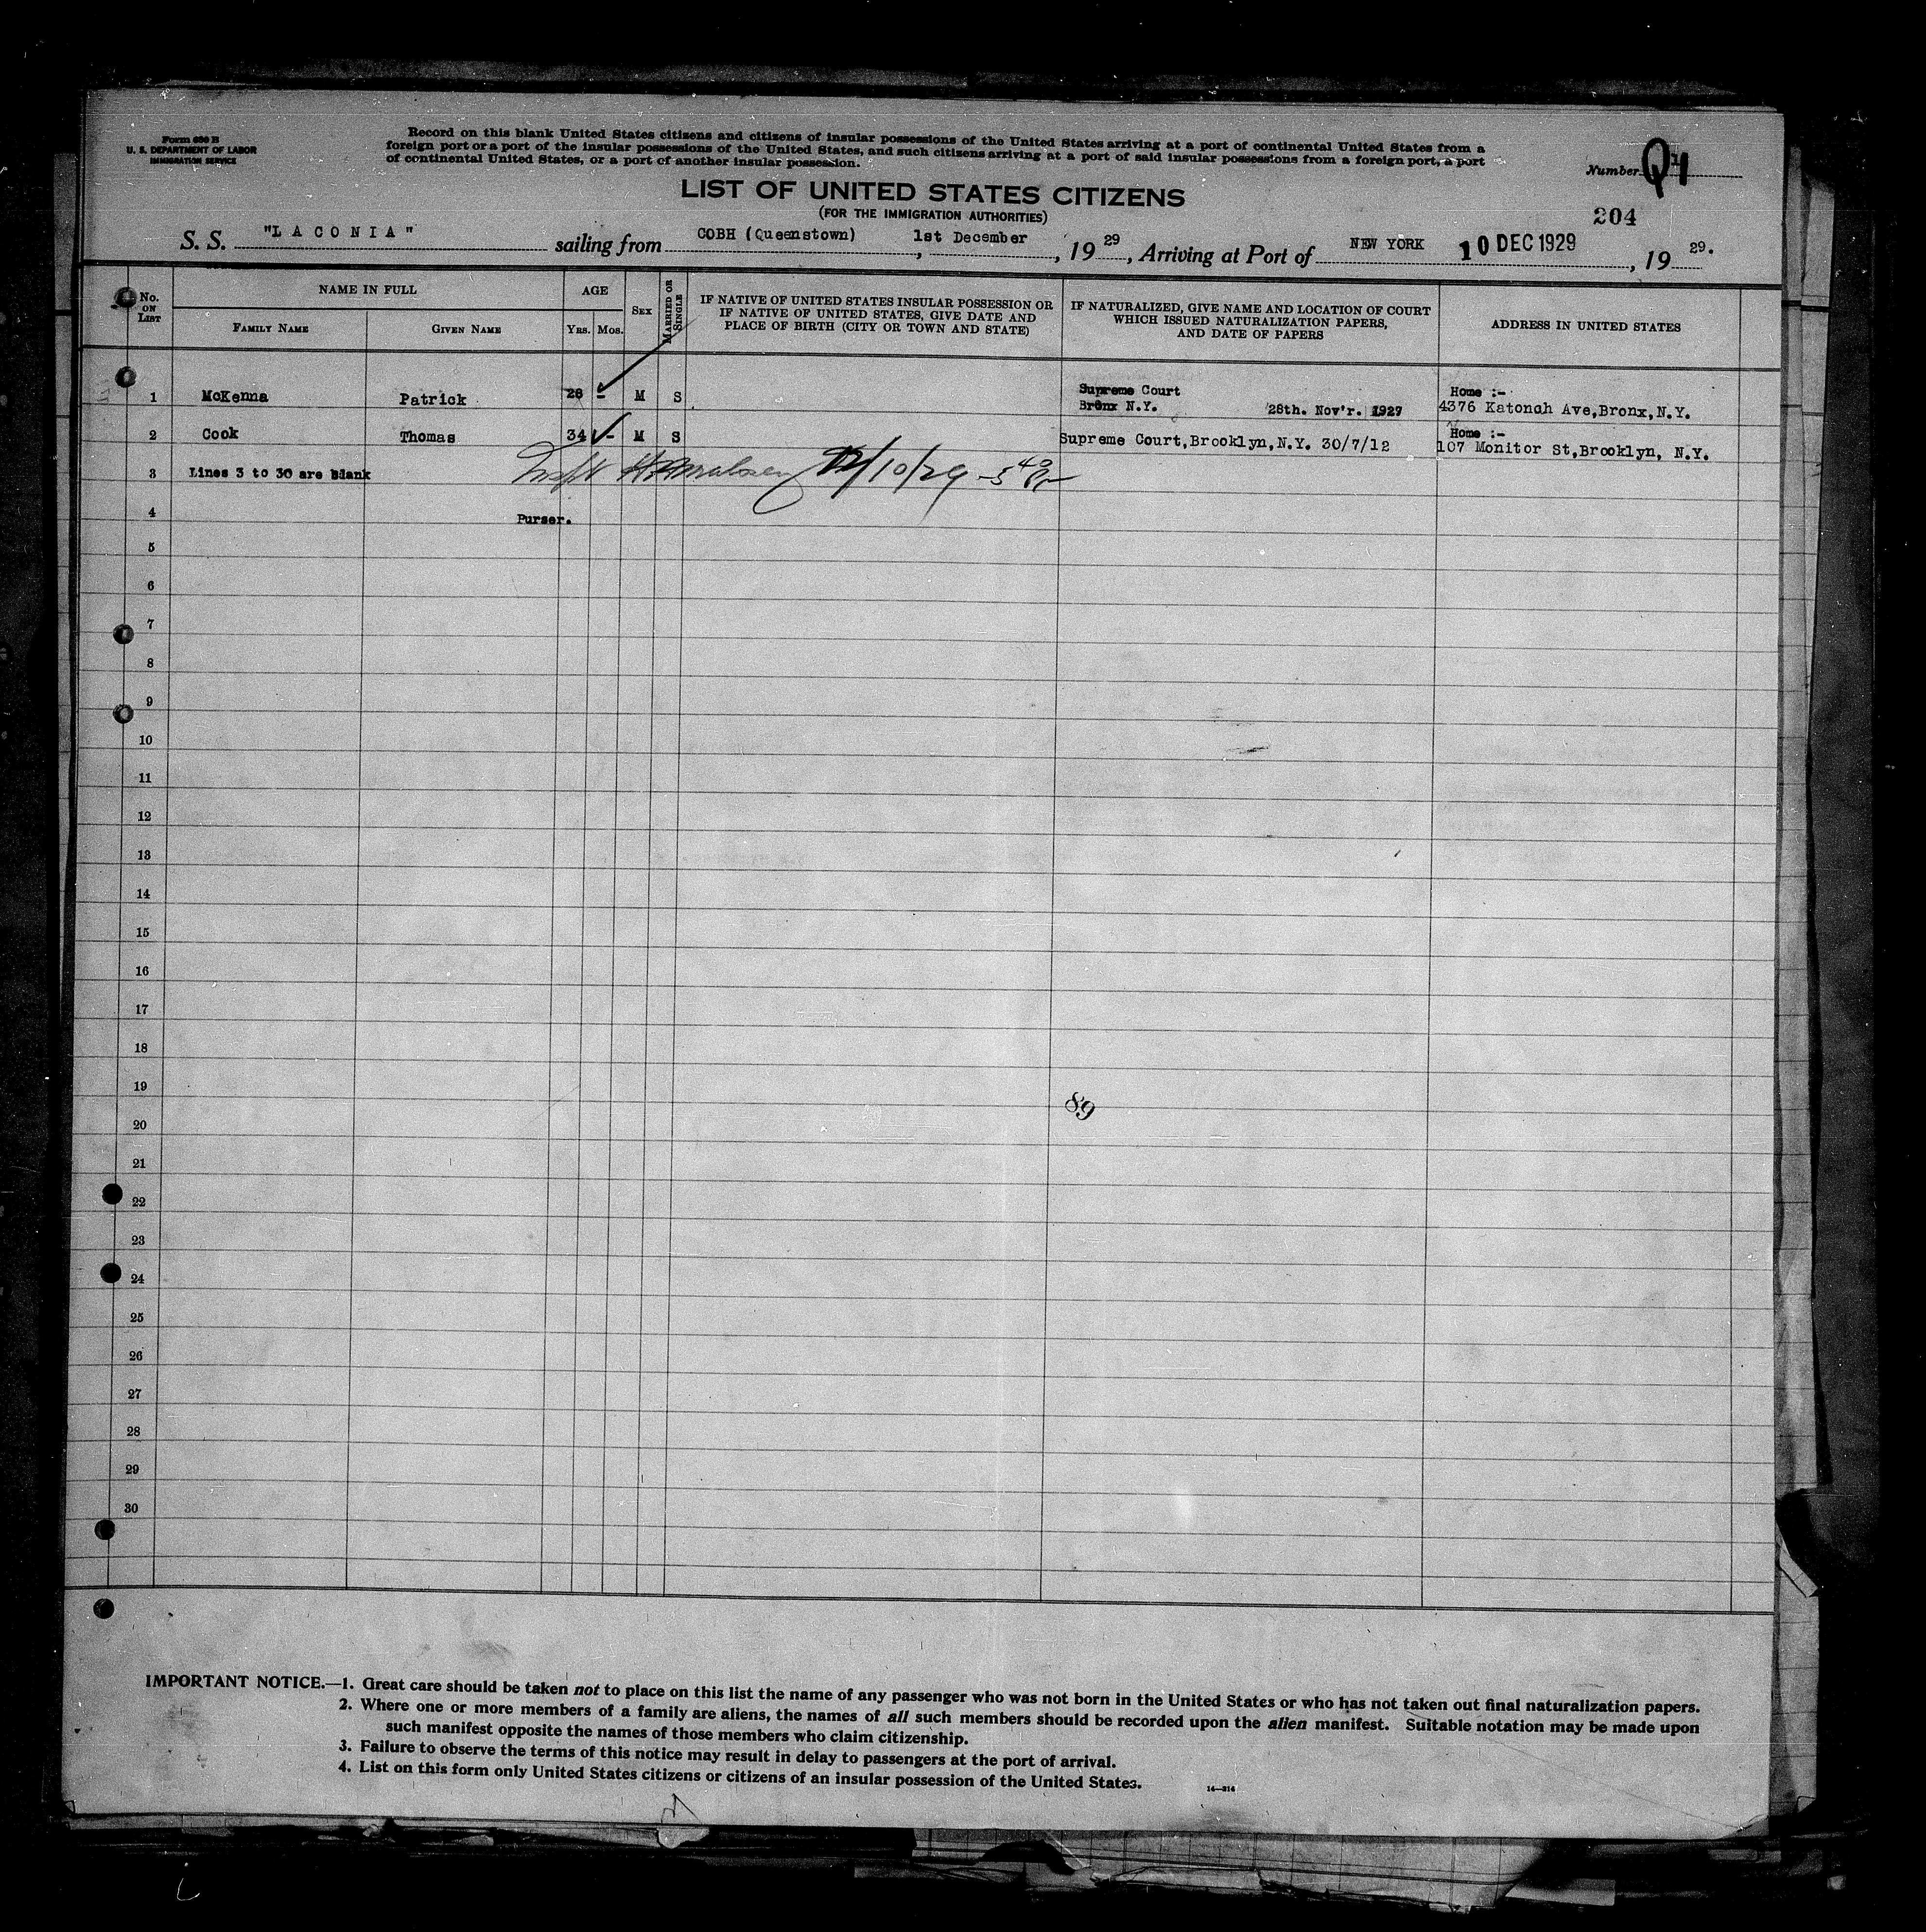 Form 630 B
U. S. DEPARTMENT OF LABOR
IMMIGRATION SERVICE
Record on this blank United States citizens and citizens of insular possessions of the United States arriving at a port of continental United States from a
foreign port or a port of the insular possessions of the United States, and such citizens arriving at a port of said insular possessions from a foreign port, a port
of continental United States, or a port of another insular possession.
Number
204
LIST OF UNITED STATES CITIZENS
(FOR THE IMMIGRATION AUTHORITIES)
S. S. "L A C O N I A" sailing from COBH (Queenstown), 1st December, 19 29, Arriving at Port of NEW YORK 10 DEC 1929, 19 29.
No. ON LIST
NAME IN FULL
FAMILY NAME
GIVEN NAME
AGE
YRS. MOS.
SEX
MARRIED OR SINGLE
IF NATIVE OF UNITED STATES INSULAR POSSESSION OR
IF NATIVE OF UNITED STATES, GIVE DATE AND
PLACE OF BIRTH (CITY OR TOWN AND STATE)
IF NATURALIZED, GIVE NAME AND LOCATION OF COURT
WHICH ISSUED NATURALIZATION PAPERS,
AND DATE OF PAPERS
ADDRESS IN UNITED STATES
1 McKenna Patrick 28 - M S Supreme Court
Bronx N.Y. 28th. Nov'r. 1927
Home :-
4376 Katonah Ave,Bronx,N.Y.
2 Cook Thomas 34 - M S Supreme Court,Brooklyn,N.Y. 30/7/12
Home :-
107 Monitor St,Brooklyn, N.Y.
3 Lines 3 to 30 are blank 12/10/29
4 Purser.
5
6
7
8
9
10
11
12
13
14
15
16
17
18
19
89
20
21
22
23
24
25
26
27
28
29
30
IMPORTANT NOTICE.—1. Great care should be taken not to place on this list the name of any passenger who was not born in the United States or who has not taken out final naturalization papers.
2. Where one or more members of a family are aliens, the names of all such members should be recorded upon the alien manifest. Suitable notation may be made upon
such manifest opposite the names of those members who claim citizenship.
3. Failure to observe the terms of this notice may result in delay to passengers at the port of arrival.
4. List on this form only United States citizens or citizens of an insular possession of the United States.
14—814